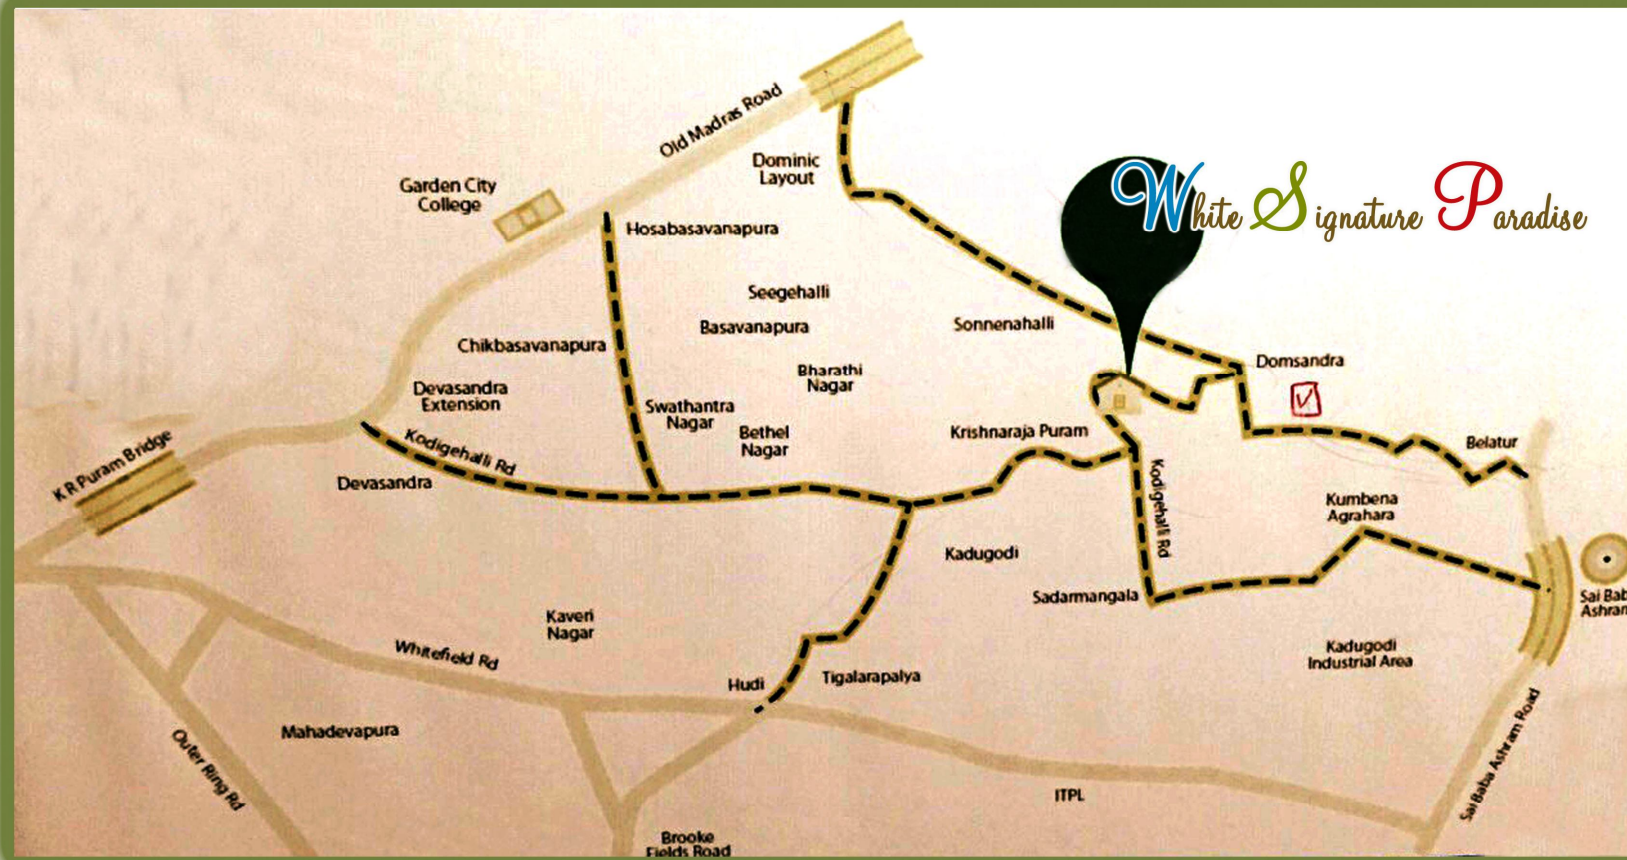 Old Madras Road
Dominic
Layout
Garden City
College
White Signature Paradise
Hosabasavanapura
Seegehalli
Basavanapura
Sonnenahalli
Chikbasavanapura
Domsandra
Bharathi
Nagar
Devasandra
Extension
Swathantra
Nagar
Bethel
Nagar
Krishnaraja Puram
Belatur
K R Puram Bridge
Kodigehalli Rd
Devasandra
Kodigehalli Rd
Kumbena
Agrahara
Kadugodi
Sadarmangala
Sai Bab
Ashram
Kaveri
Nagar
Whitefield Rd
Kadugodi
Industrial Area
Hudi
Tigalarapalya
Mahadevapura
Outer Ring Rd
Sai Baba Ashram Road
ITPL
Brooke
Fields Road